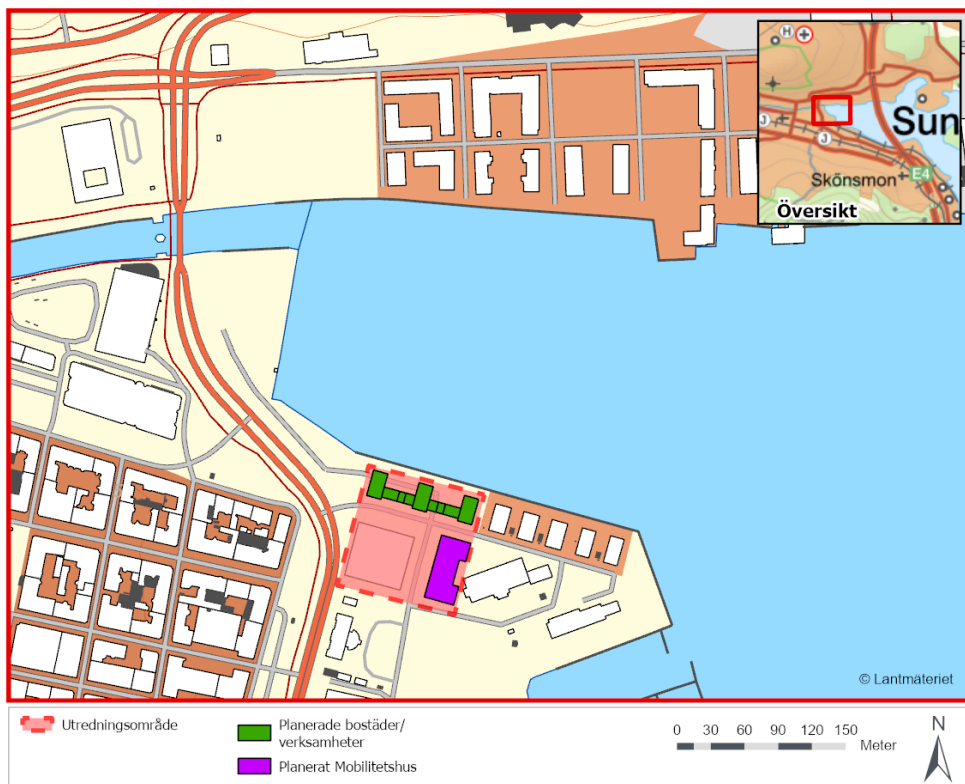 H
J
J
Sun
Skönsmon
E4
Översikt
© Lantmäteriet
Utredningsområde
Planerade bostäder/
verksamheter
Planerat Mobilitetshus
0 30 60 90 120 150
Meter
N